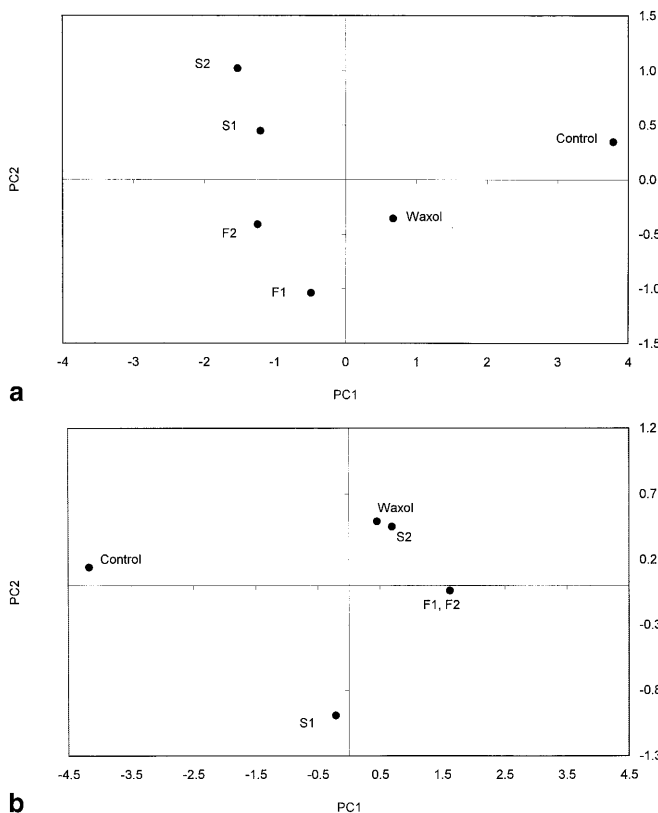 1.5
S2
1.0
S1
0.5
Control
PC2
0.0
Waxol
F2
-0.5
F1
-1.0
-1.5
-4 -3 -2 -1 0 1 2 3 4
a
PC1
1.2
Waxol
0.7
S2
Control
0.2
PC2
F1, F2
-0.3
S1
-0.8
-1.3
-4.5 -3.5 -2.5 -1.5 -0.5 0.5 1.5 2.5 3.5 4.5
b
PC1